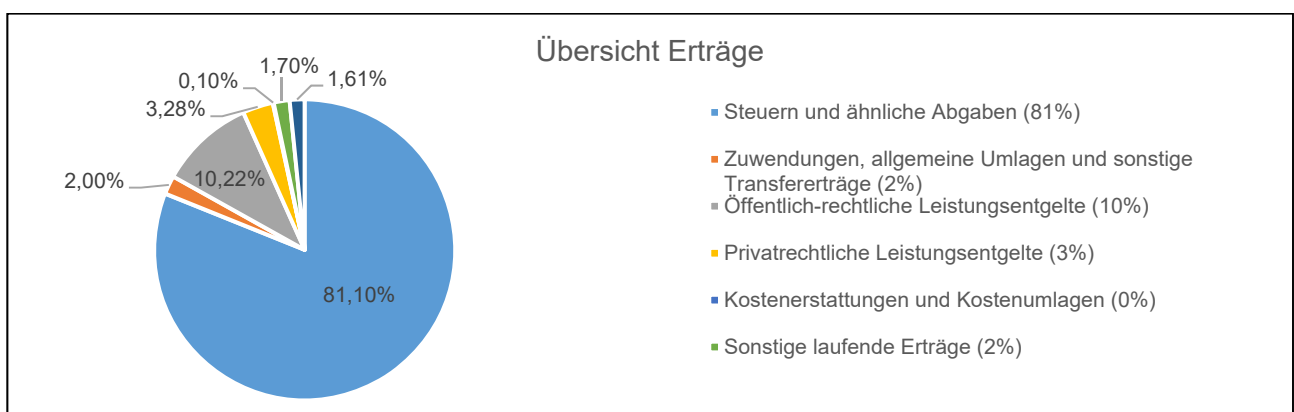 Übersicht Erträge
1,70%
0,10%
1,61%
3,28%
2,00%
10,22%
81,10%
Steuern und ähnliche Abgaben (81%)
Zuwendungen, allgemeine Umlagen und sonstige
Transfererträge (2%)
Öffentlich-rechtliche Leistungsentgelte (10%)
Privatrechtliche Leistungsentgelte (3%)
Kostenerstattungen und Kostenumlagen (0%)
Sonstige laufende Erträge (2%)